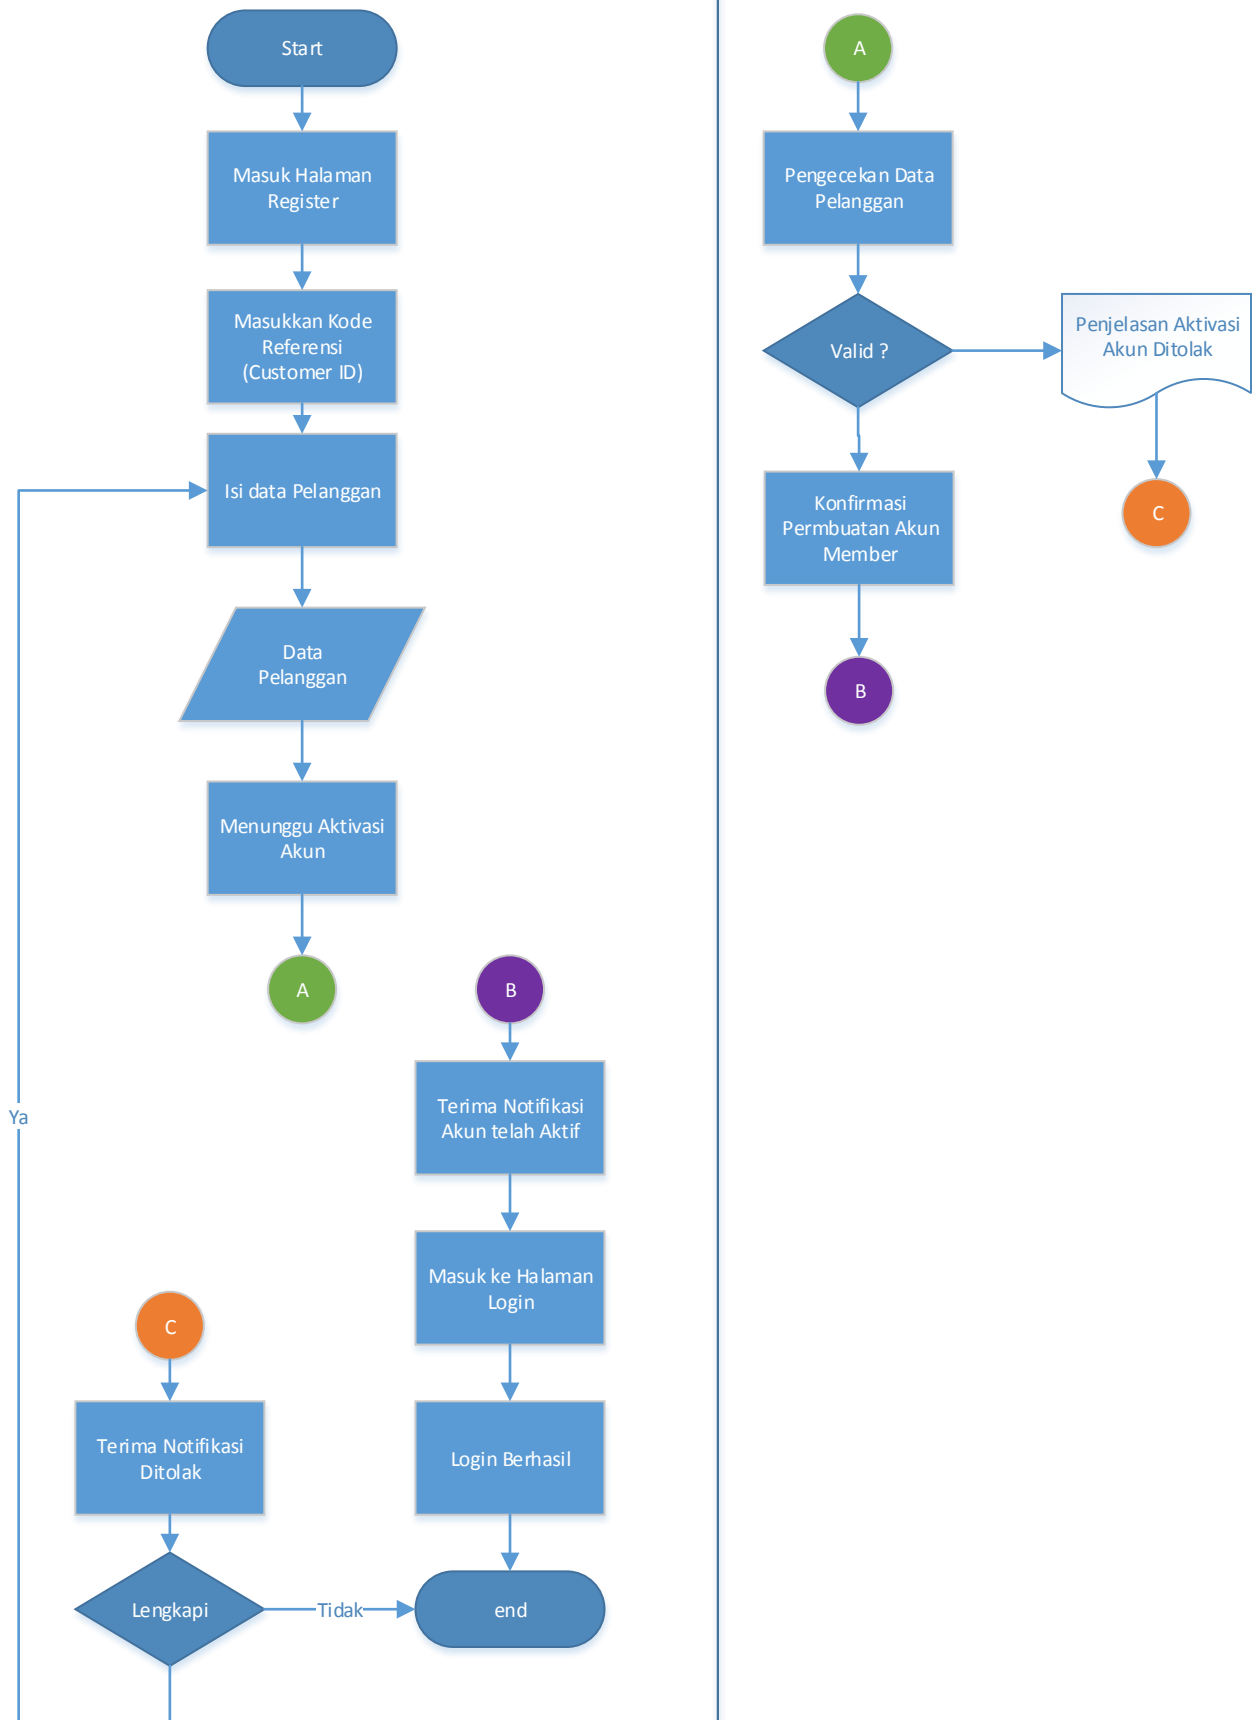 Start
Masuk Halaman
Register
Masukkan Kode
Referensi
(Customer ID)
Isi data Pelanggan
Data
Pelanggan
Menunggu Aktivasi
Akun
A
B
Terima Notifikasi
Akun telah Aktif
Ya
Masuk ke Halaman
Login
C
Terima Notifikasi
Ditolak
Login Berhasil
Lengkapi
Tidak
end
A
Pengecekan Data
Pelanggan
Valid ?
Penjelasan Aktivasi
Akun Ditolak
Konfirmasi
Permbuatan Akun
Member
C
B